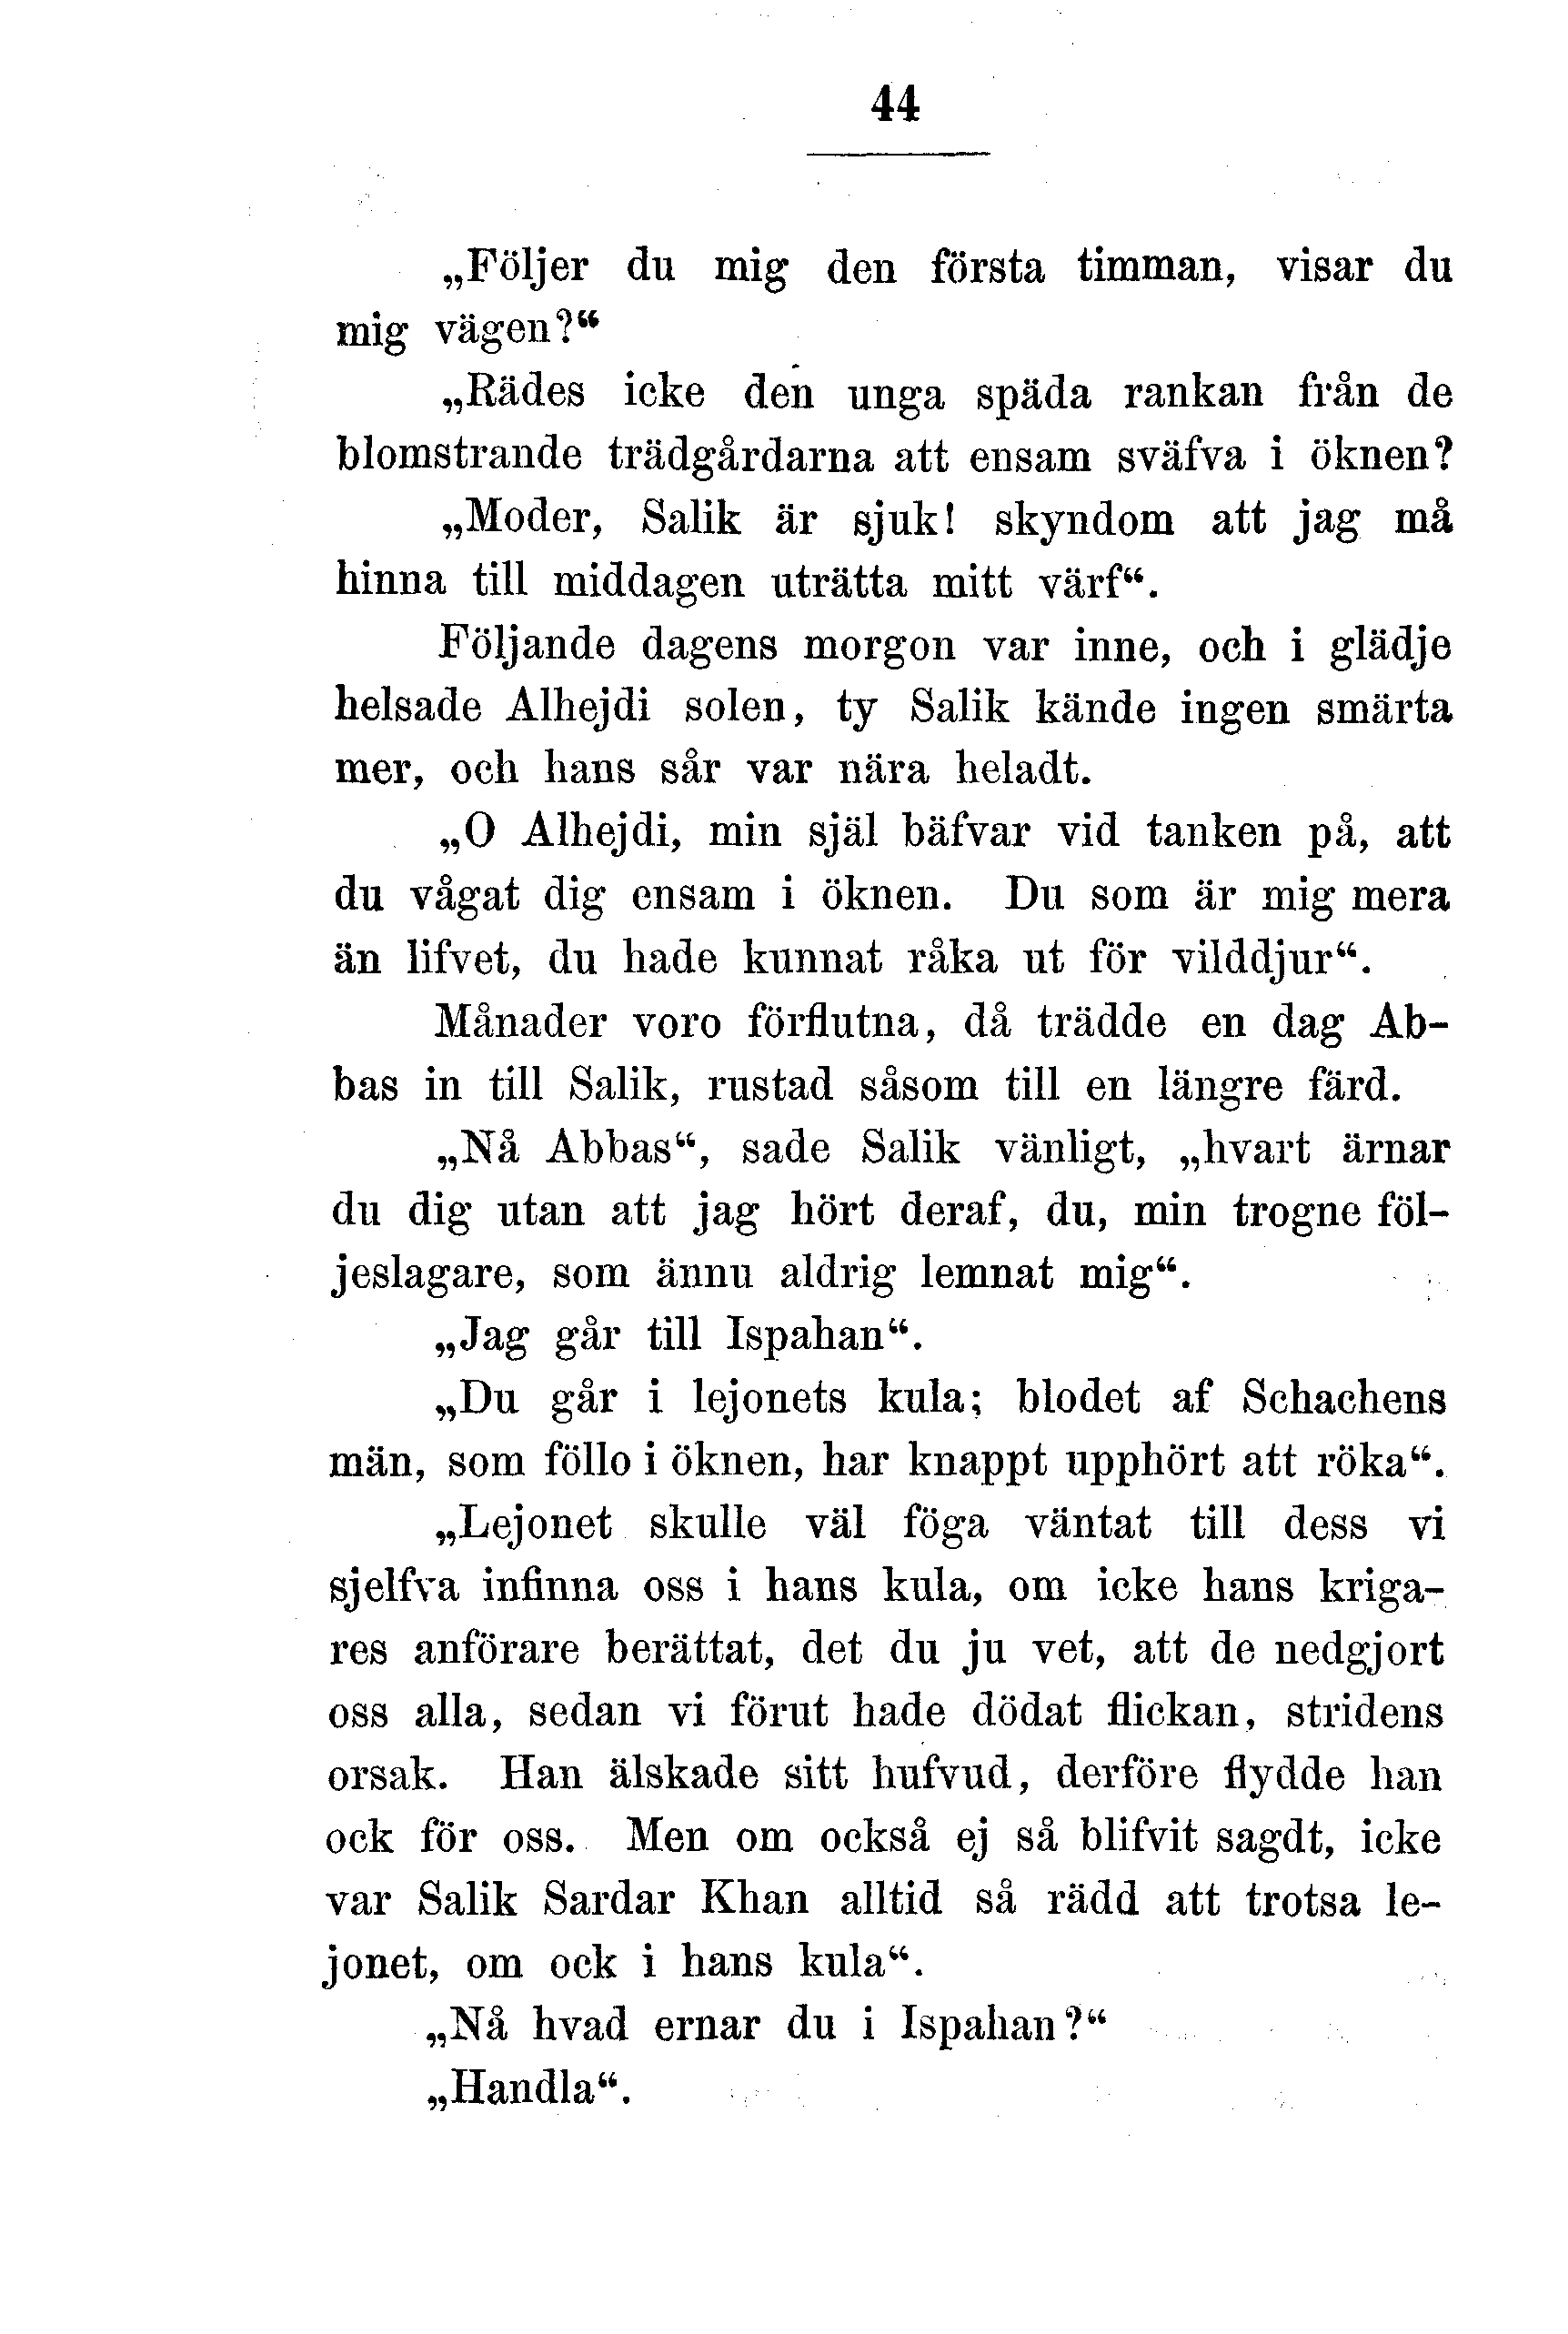 44
„Följer du mig den första timman, visar du
mig vägen?“
„Rädes icke den unga späda rankan från de
blomstrande trädgårdarna att ensam sväfva i öknen?
„Moder, Salik är sjuk! skyndom att jag må
hinna till middagen uträtta mitt värf“.
Följande dagens morgon var inne, och i glädje
helsade Alhejdi solen, ty Salik kände ingen smärta
mer, och hans sår var nära heladt.
„O Alhejdi, min själ bäfvar vid tanken på, att
du vågat dig ensam i öknen. Du som är mig mera
än lifvet, du hade kunnat råka ut för vilddjur“.
Månader voro förflutna, då trädde en dag Ab-
bas in till Salik, rustad såsom till en längre färd.
„Nå Abbas“, sade Salik vänligt, „hvart ärnar
du dig utan att jag hört deraf, du, min trogne föl-
jeslagare, som ännu aldrig lemnat mig“.
„Jag går till Ispahan“.
„Du går i lejonets kula; blodet af Schachens
män, som föllo i öknen, har knappt upphört att röka“.
„Lejonet skulle väl föga väntat till dess vi
sjelfva infinna oss i hans kula, om icke hans kriga-
res anförare berättat, det du ju vet, att de nedgjort
oss alla, sedan vi förut hade dödat flickan, stridens
orsak. Han älskade sitt hufvud, derföre flydde han
ock för oss. Men om också ej så blifvit sagdt, icke
var Salik Sardar Khan alltid så rädd att trotsa le-
jonet, om ock i hans kula“.
„Nå hvad ernar du i Ispahan?“
„Handla“.